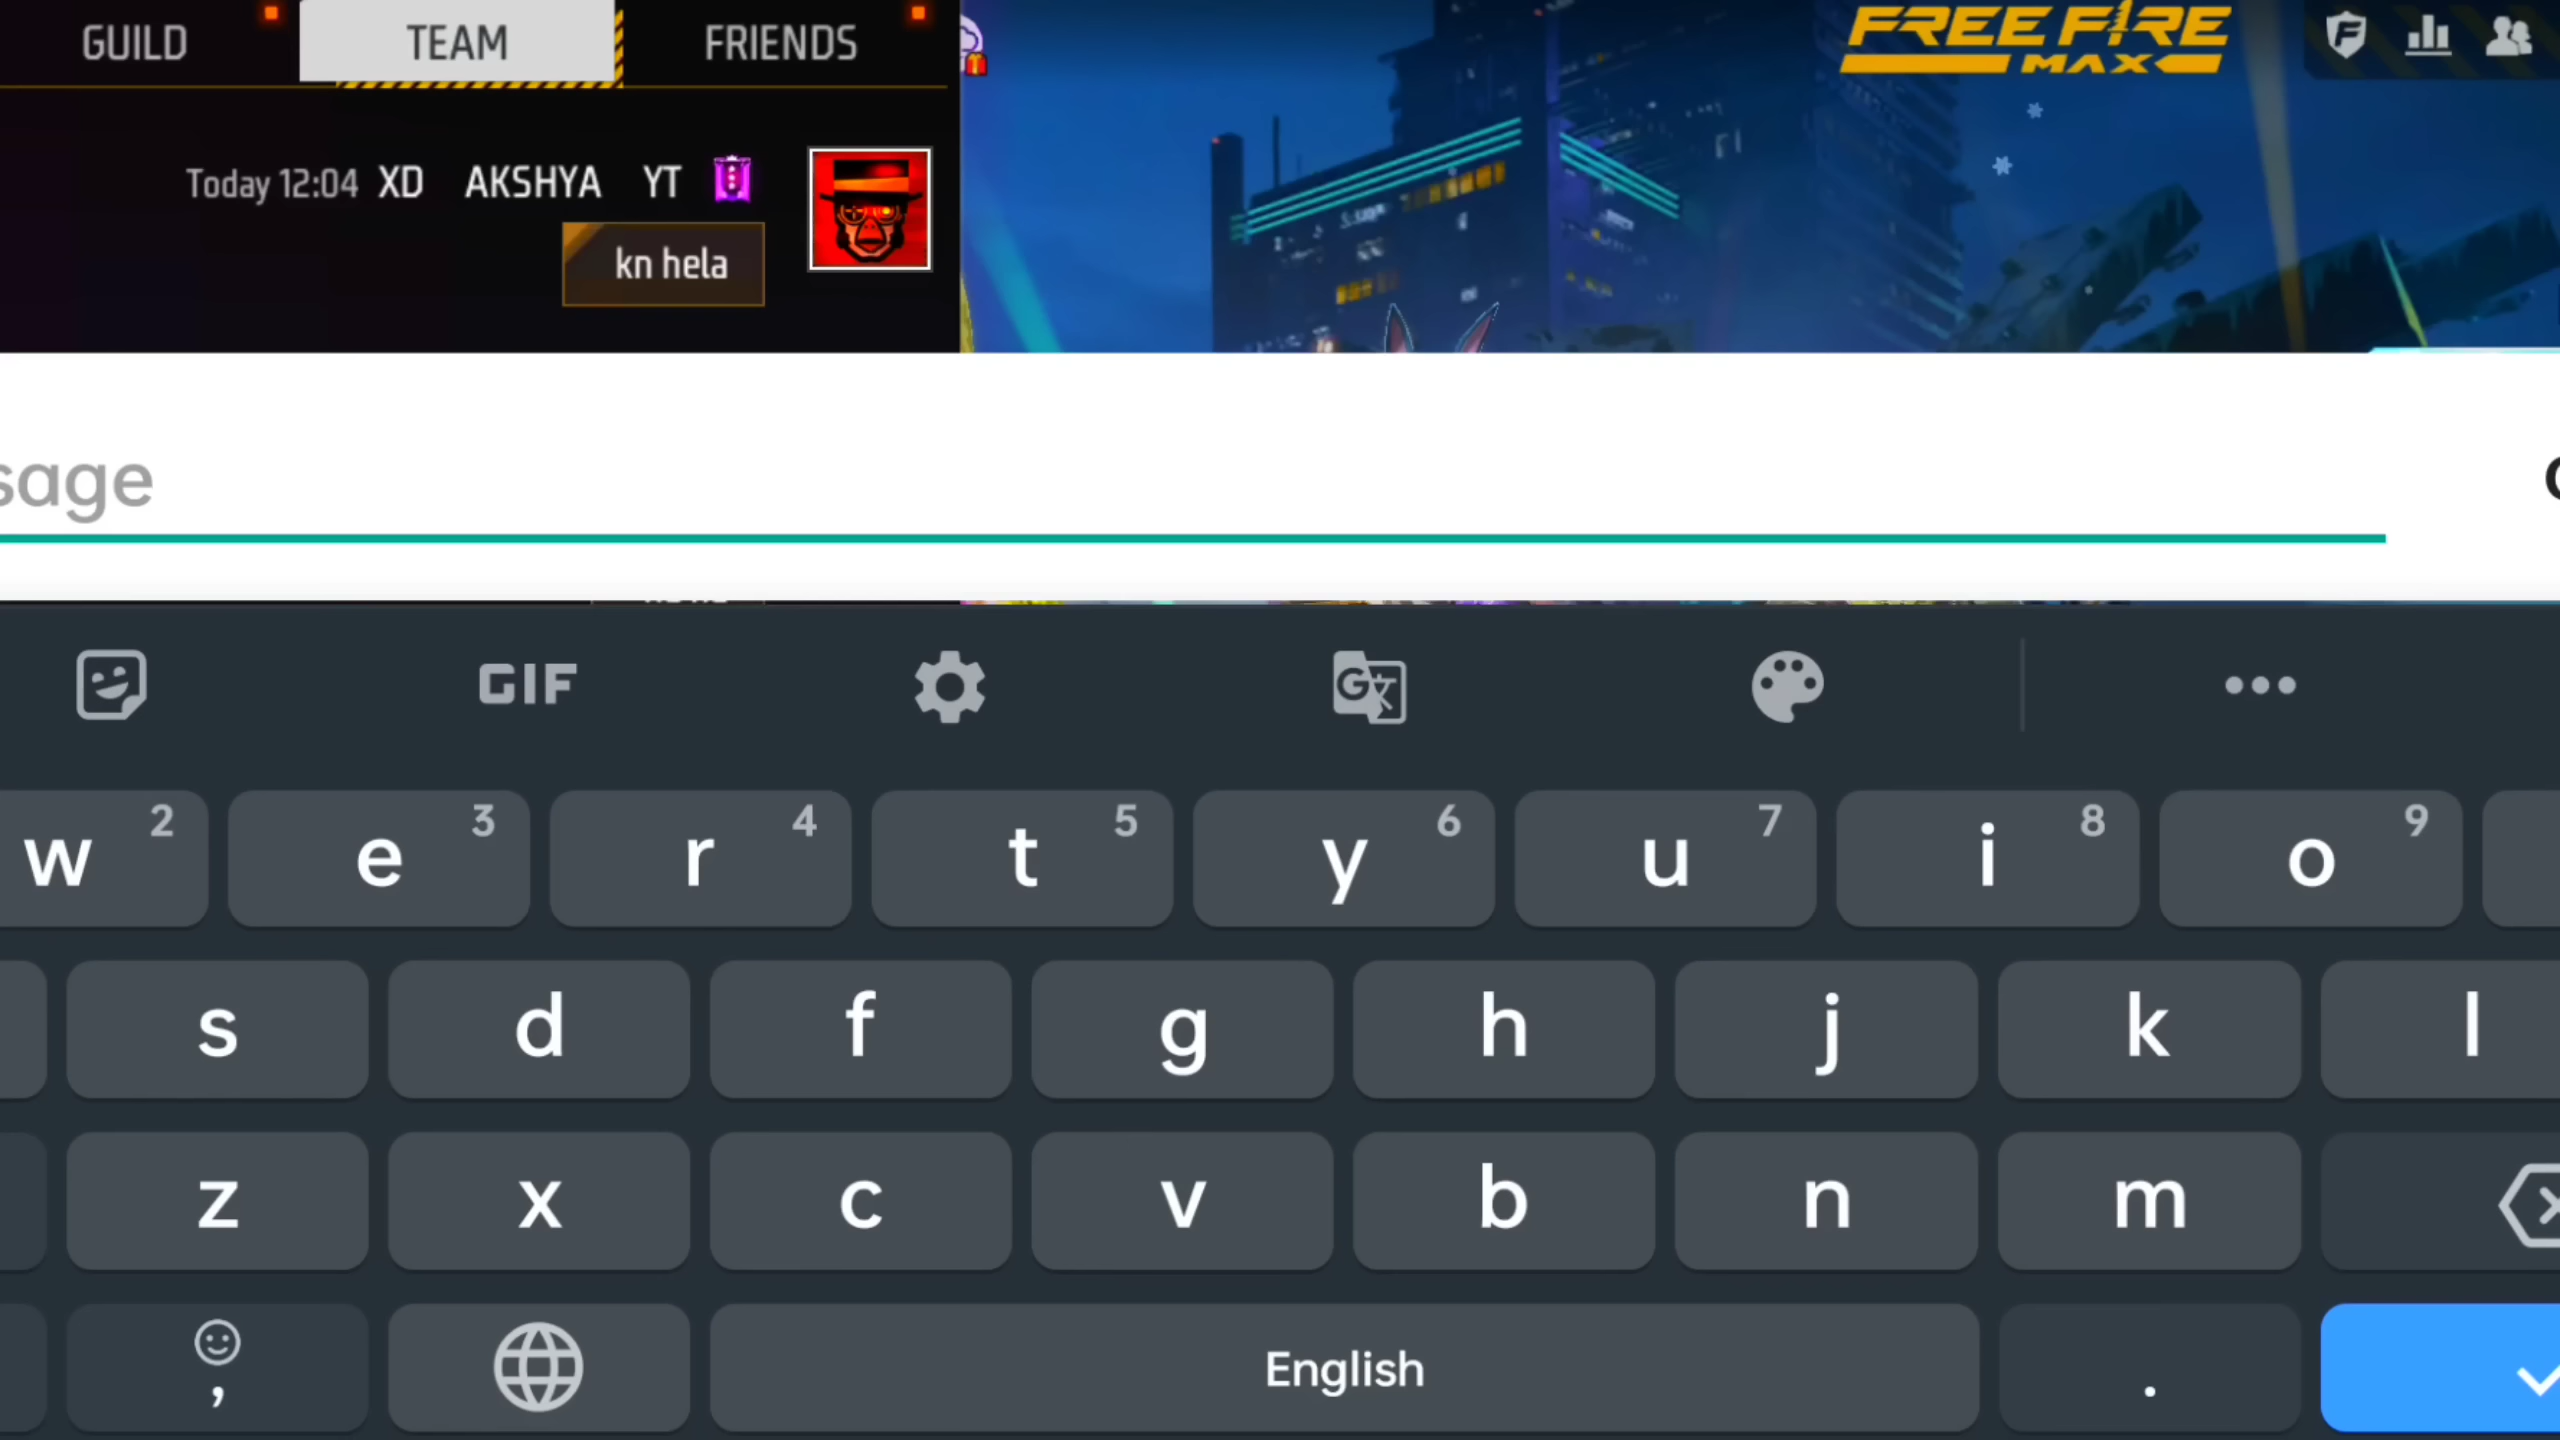 GUILD TEAM FRIENDS
FREE FIRE
MAX
Today 12:04 XD AKSHYA YT
kn hela
sage
GIF
G
w 2 e 3 r 4 t 5 y 6 u 7 i 8 o 9
s d f g h j k l
z x c v b n m
, English .